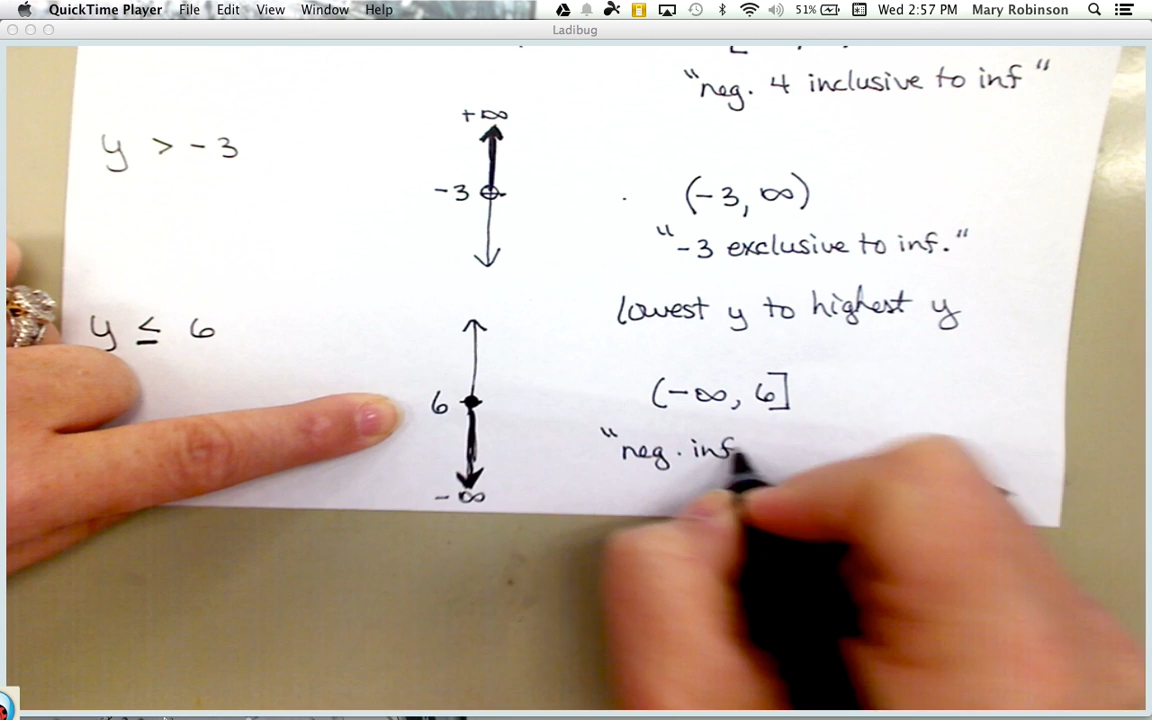 QuickTime Player File Edit View Window Help 51% Wed 2:57 PM Mary Robinson
Ladibug
"neg. 4 inclusive to inf"
y > -3
+∞
-3
(-3, ∞)
"-3 exclusive to inf."
lowest y to highest y
y ≤ 6
6
(-∞, 6]
"neg. inf
-∞